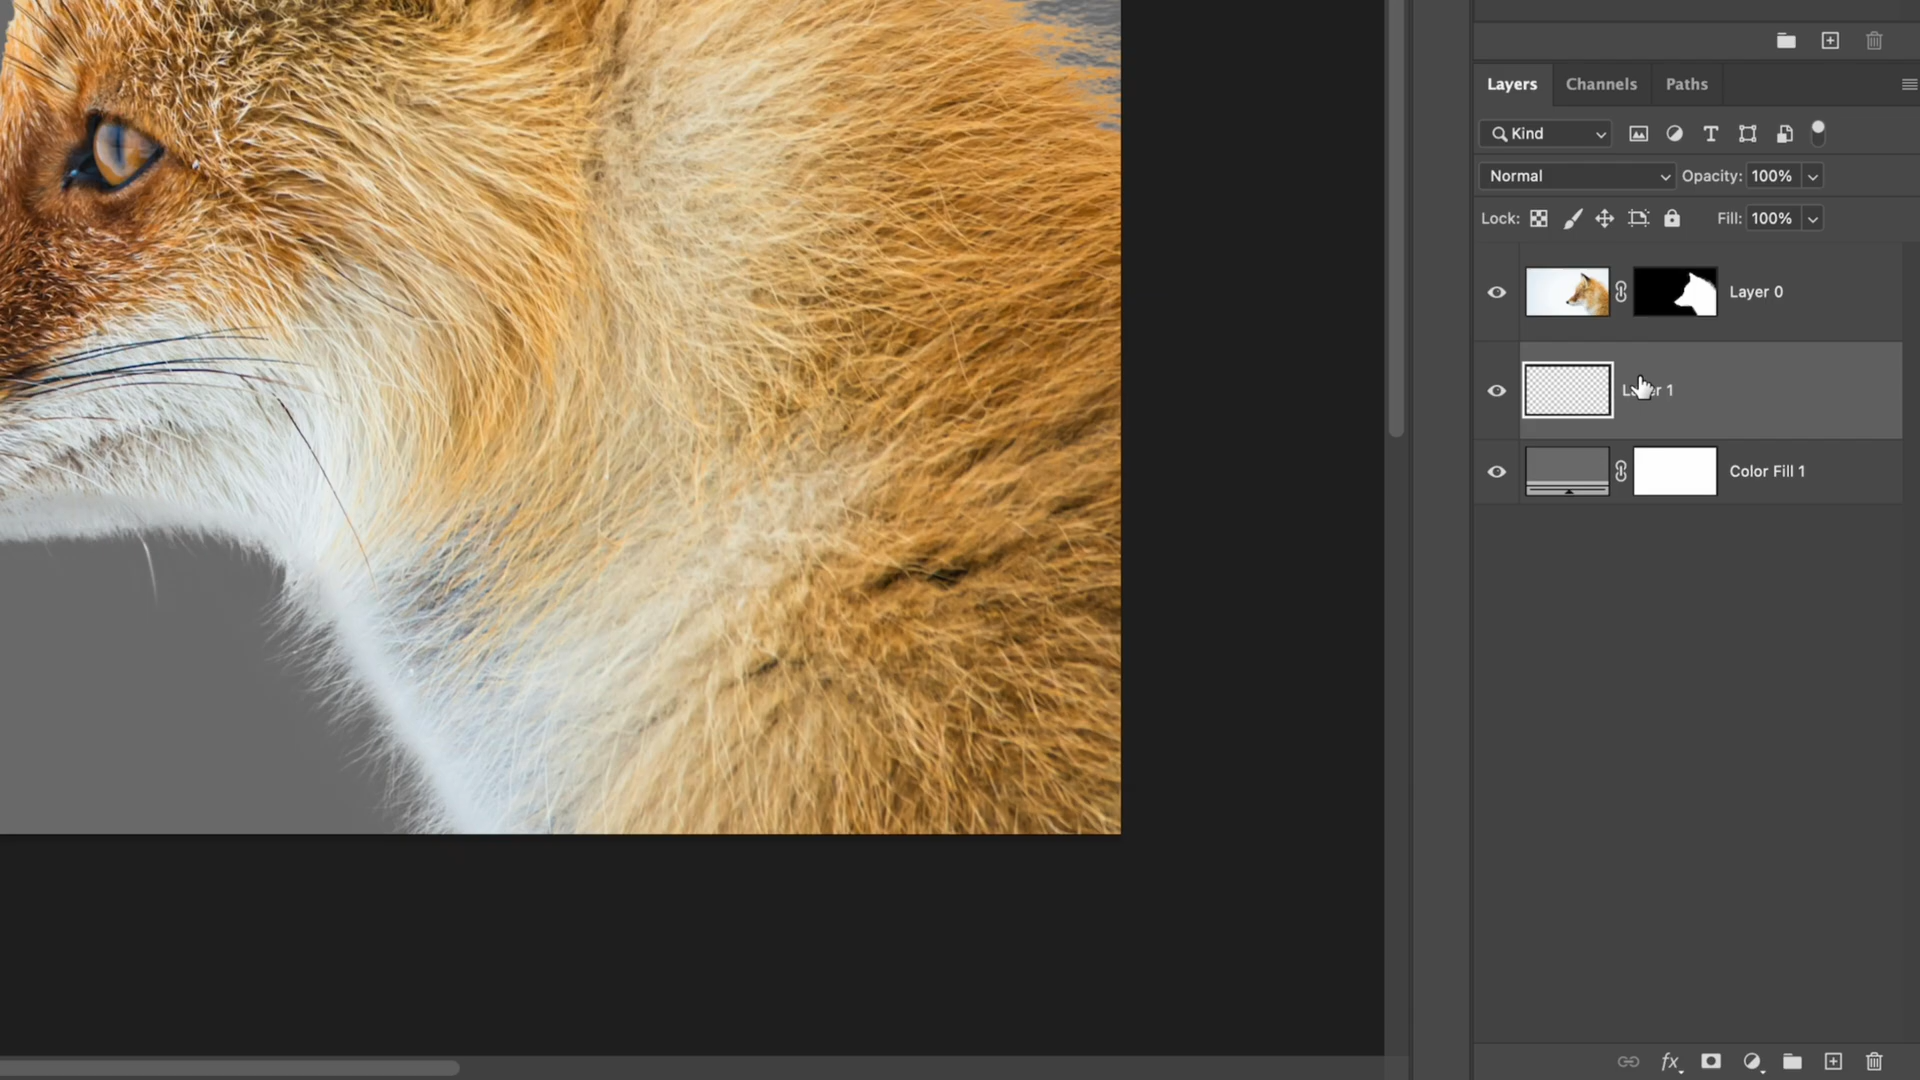 Layers Channels Paths
Kind
Normal Opacity: 100%
Lock: Fill: 100%
Layer 0
Layer 1
Color Fill 1
fx